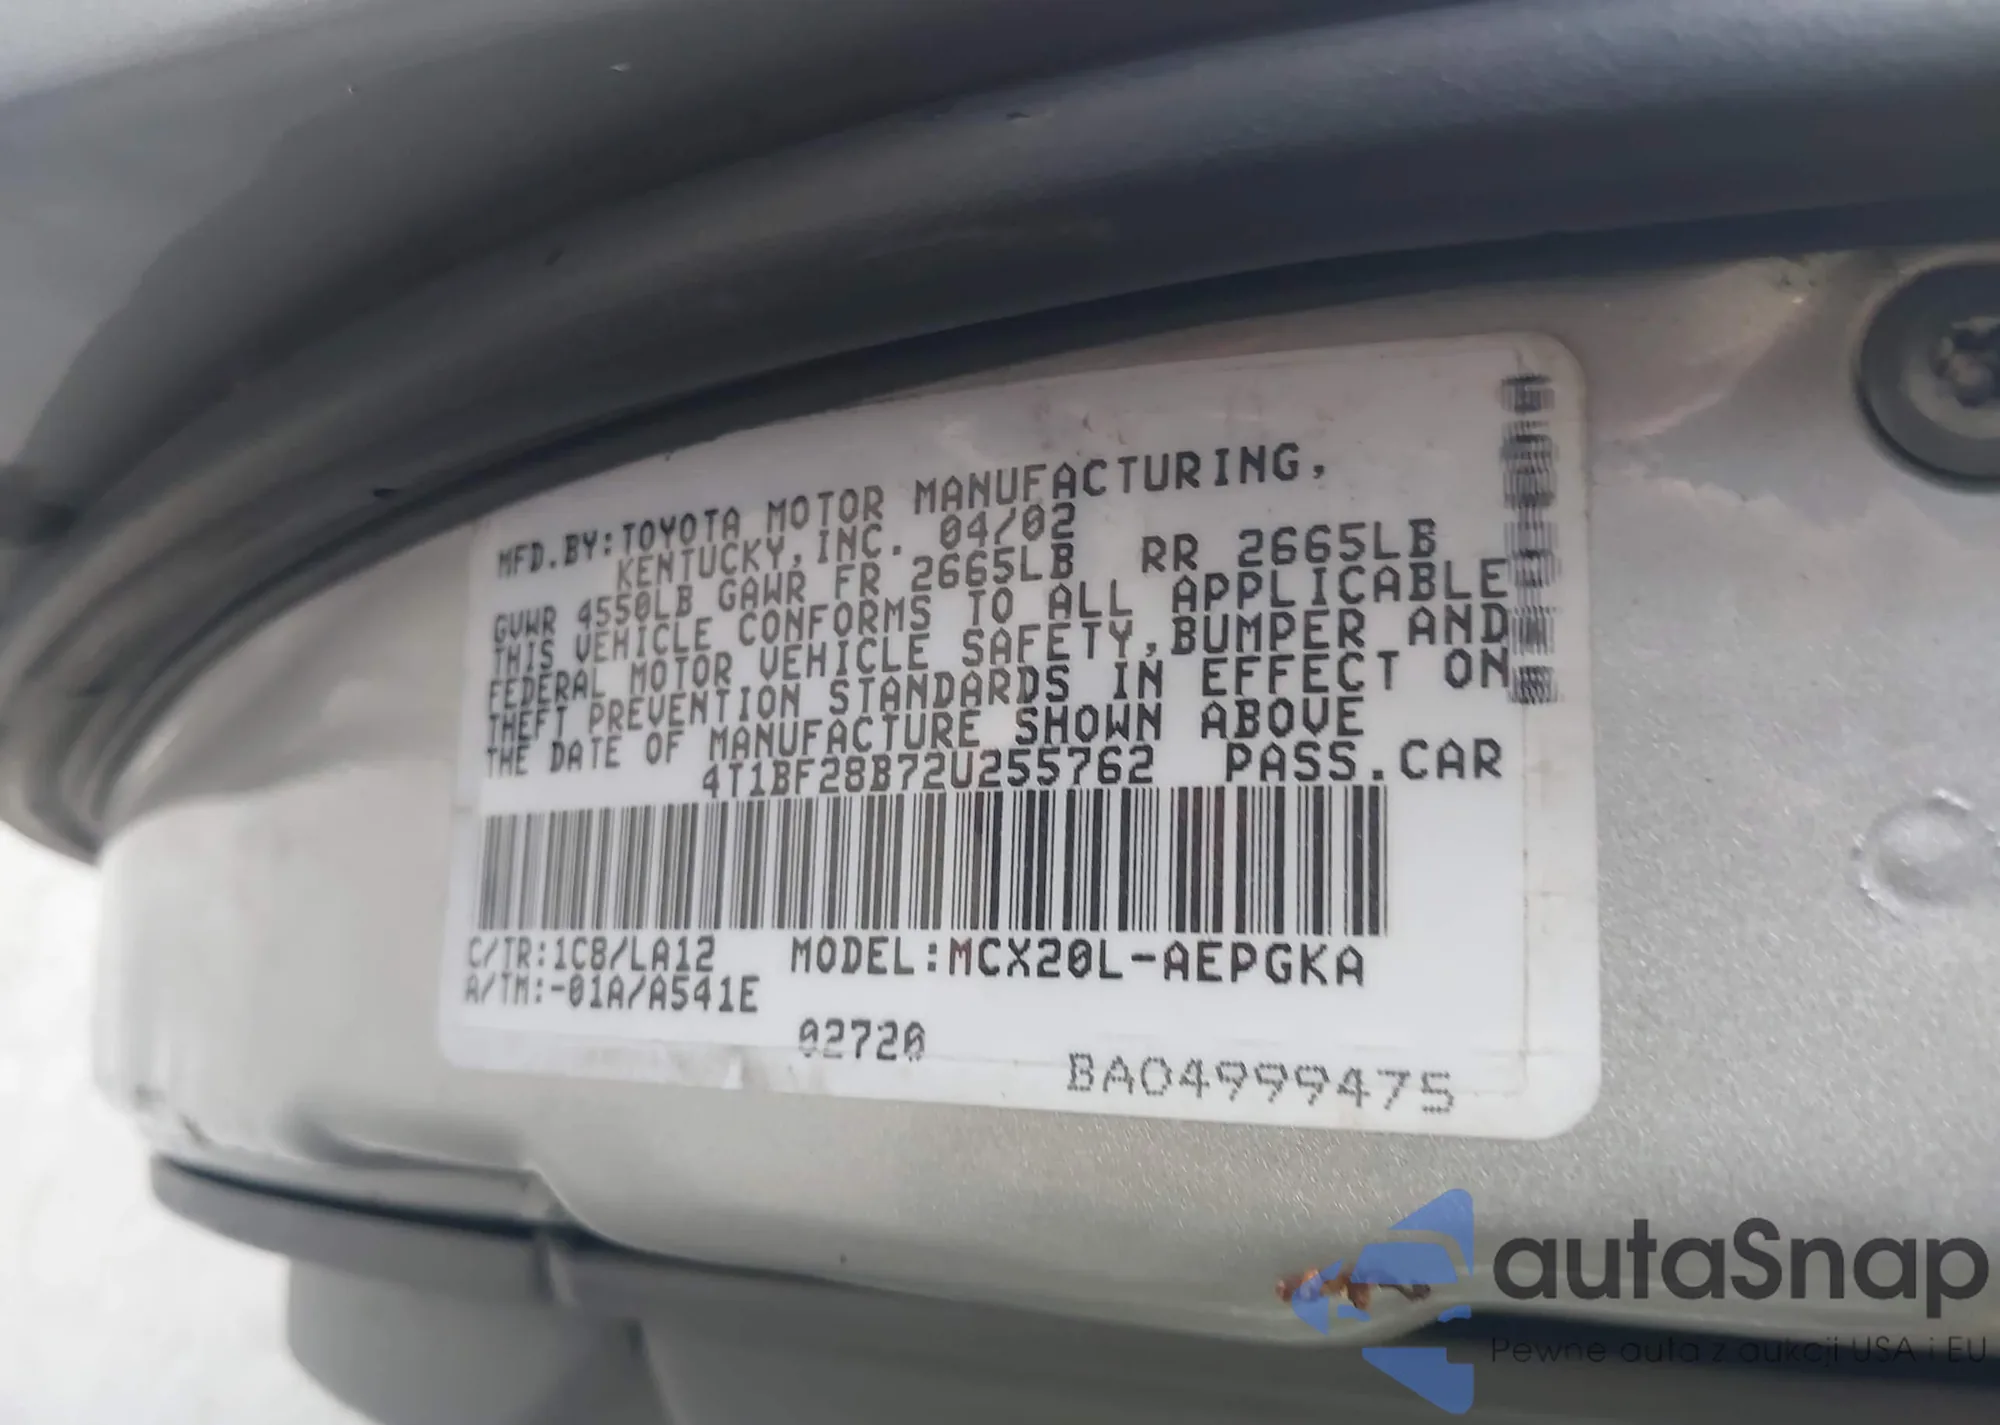 MFD.BY:TOYOTA MOTOR MANUFACTURING,
KENTUCKY,INC. 04/02
GVWR 4550LB GAWR FR 2665LB RR 2665LB
THIS VEHICLE CONFORMS TO ALL APPLICABLE
FEDERAL MOTOR VEHICLE SAFETY,BUMPER AND
THEFT PREVENTION STANDARDS IN EFFECT ON
THE DATE OF MANUFACTURE SHOWN ABOVE
4T1BF28B72U255762 PASS.CAR
C/TR:1C8/LA12 MODEL:MCX20L-AEPGKA
A/TM:-01A/A541E
02720
BA04999475
autaSnap
Pewne auta z aukcji USA i EU